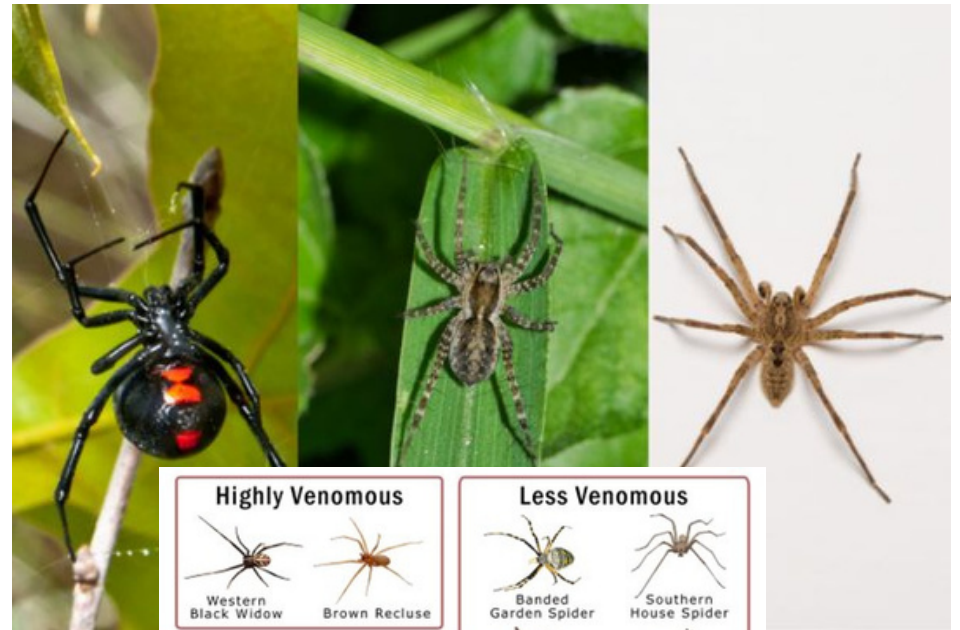 Highly Venomous
Less Venomous
Western
Black Widow
Brown Recluse
Banded
Garden Spider
Southern
House Spider